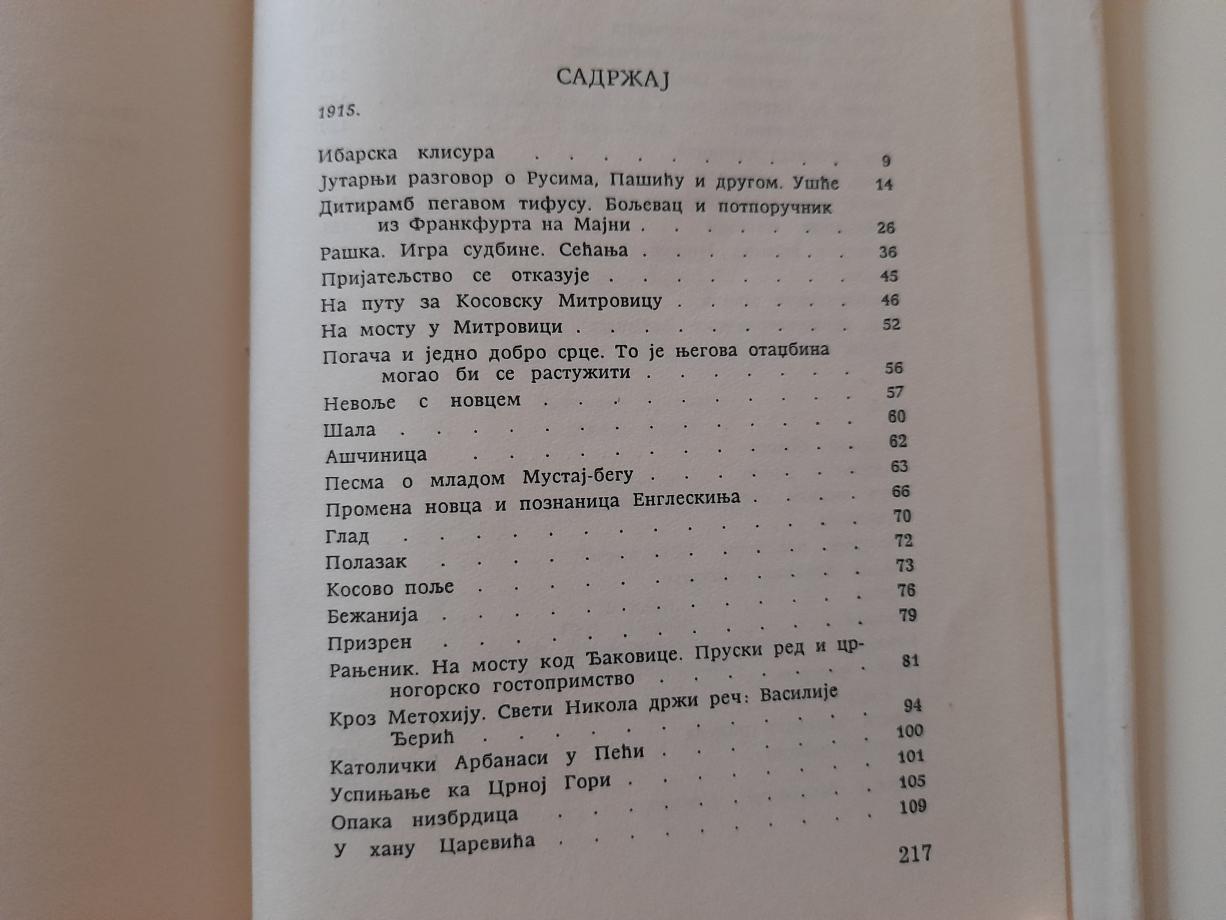 САДРЖАЈ
1915.
Ибарска клисура . . . . . . . . . . 9
Јутарњи разговор о Русима, Пашићу и другом. Ушће 14
Дитирамб пегавом тифусу. Бољевац и потпоручник
из Франкфурта на Мајни . . . . . . . 26
Рашка. Игра судбине. Сећања . . . . . . . 36
Пријатељство се отказује . . . . . . . . 45
На путу за Косовску Митровицу . . . . . . 46
На мосту у Митровици . . . . . . . . . 52
Погача и једно добро срце. То је његова отаџбина
могао би се растужити . . . . . . . 56
Невоље с новцем . . . . . . . . . . 57
Шала . . . . . . . . . . . . . . 60
Ашчиница . . . . . . . . . . . . 62
Песма о младом Мустај-бегу . . . . . . . 63
Промена новца и познаница Енглескиња . . . . 66
Глад . . . . . . . . . . . . . . 70
Полазак . . . . . . . . . . . . . 72
Косово поље . . . . . . . . . . . . 73
Бежанија . . . . . . . . . . . . . 76
Призрен . . . . . . . . . . . . . 79
Рањеник. На мосту код Ђаковице. Пруски ред и цр-
ногорско гостопримство . . . . . . . 81
Кроз Метохију. Свети Никола држи реч: Василије
Ђерић . . . . . . . . . . . . 94
Католички Арбанаси у Пећи . . . . . . . 100
Успињање ка Црној Гори . . . . . . . . 101
Опака низбрдица . . . . . . . . . . 105
У хану Царевића . . . . . . . . . . 109
217